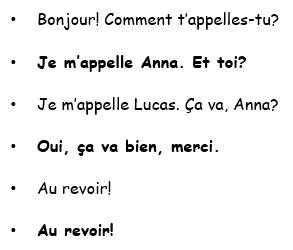 • Bonjour! Comment t'appelles-tu?
• Je m'appelle Anna. Et toi?
• Je m'appelle Lucas. Ça va, Anna?
• Oui, ça va bien, merci.
• Au revoir!
• Au revoir!